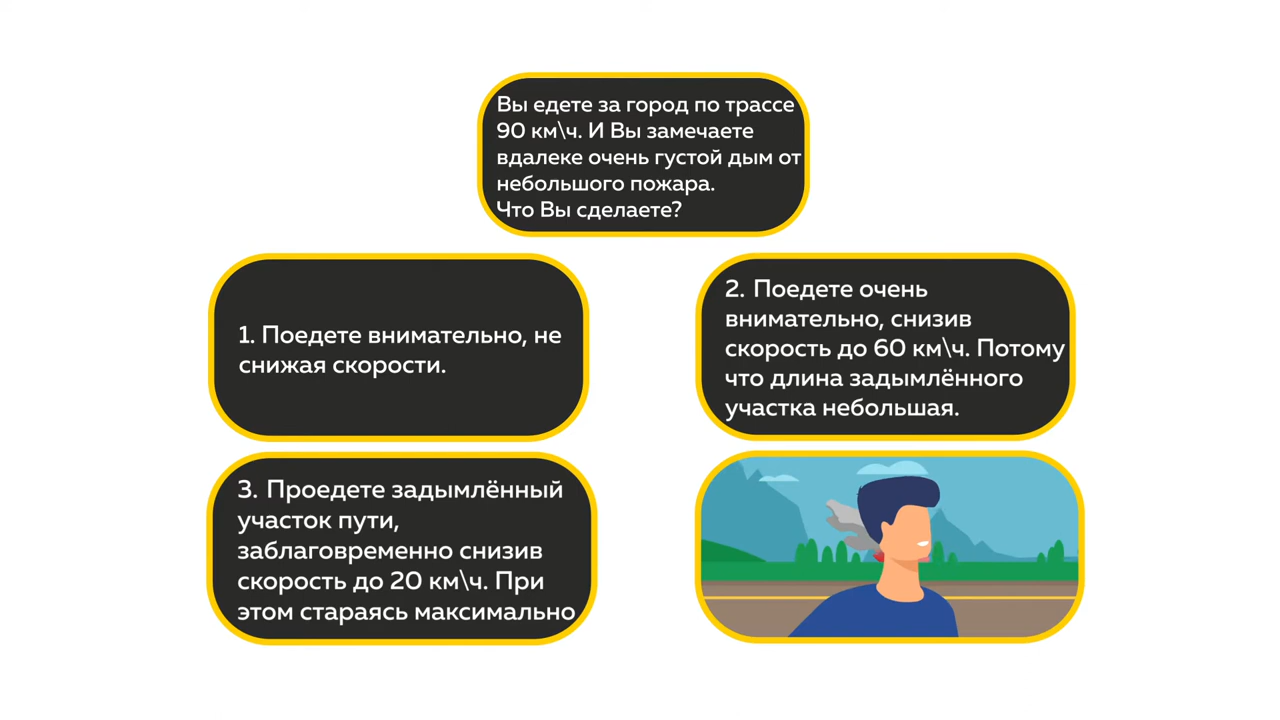 Вы едете за город по трассе
90 км\ч. И Вы замечаете
вдалеке очень густой дым от
небольшого пожара.
Что Вы сделаете?
1. Поедете внимательно, не
снижая скорости.
2. Поедете очень
внимательно, снизив
скорость до 60 км\ч. Потому
что длина задымлённого
участка небольшая.
3. Проедете задымлённый
участок пути,
заблаговременно снизив
скорость до 20 км\ч. При
этом стараясь максимально